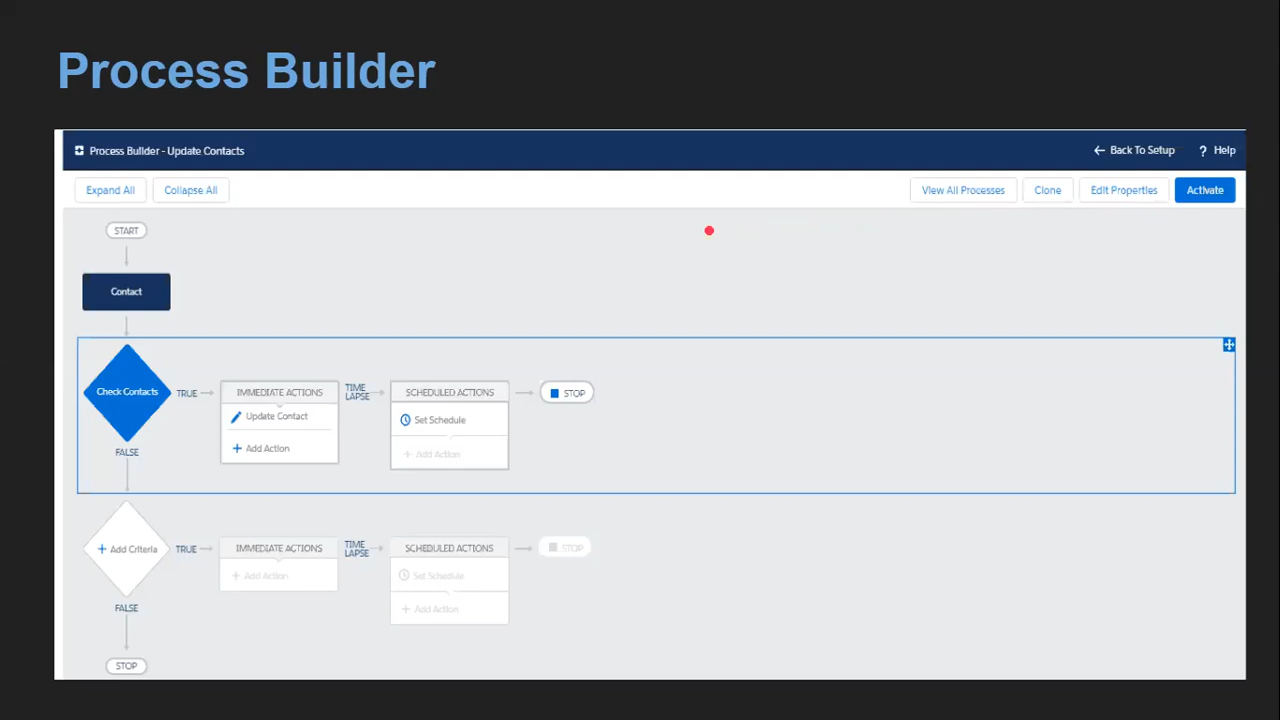 Process Builder
Process Builder - Update Contacts
Back To Setup
? Help
Expand All
Collapse All
View All Processes
Clone
Edit Properties
Activate
START
Contact
Check Contacts
TRUE
IMMEDIATE ACTIONS
Update Contact
+ Add Action
TIME
LAPSE
SCHEDULED ACTIONS
Set Schedule
+ Add Action
STOP
FALSE
+ Add Criteria
TRUE
IMMEDIATE ACTIONS
+ Add Action
TIME
LAPSE
SCHEDULED ACTIONS
Set Schedule
+ Add Action
STOP
FALSE
STOP